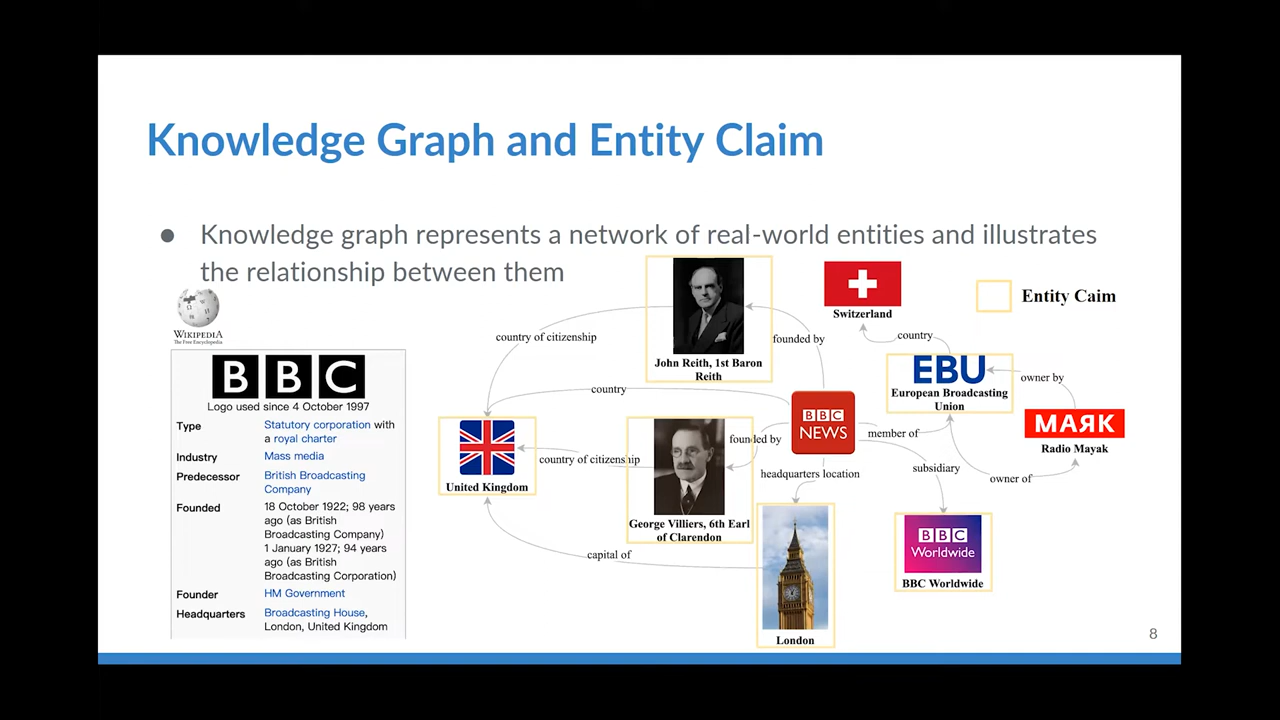 Knowledge Graph and Entity Claim
● Knowledge graph represents a network of real-world entities and illustrates
the relationship between them
WIKIPEDIA
The Free Encyclopedia
BBC
Logo used since 4 October 1997
Type Statutory corporation with
a royal charter
Industry Mass media
Predecessor British Broadcasting
Company
Founded 18 October 1922; 98 years
ago (as British
Broadcasting Company)
1 January 1927; 94 years
ago (as British
Broadcasting Corporation)
Founder HM Government
Headquarters Broadcasting House,
London, United Kingdom
country of citizenship
John Reith, 1st Baron
Reith
founded by
Switzerland
Entity Caim
country
EBU
European Broadcasting
Union
owner by
МАЯК
Radio Mayak
country
BBC
NEWS
member of
United Kingdom
country of citizenship
founded by
headquarters location
subsidiary
owner of
George Villiers, 6th Earl
of Clarendon
capital of
London
BBC
Worldwide
BBC Worldwide
8